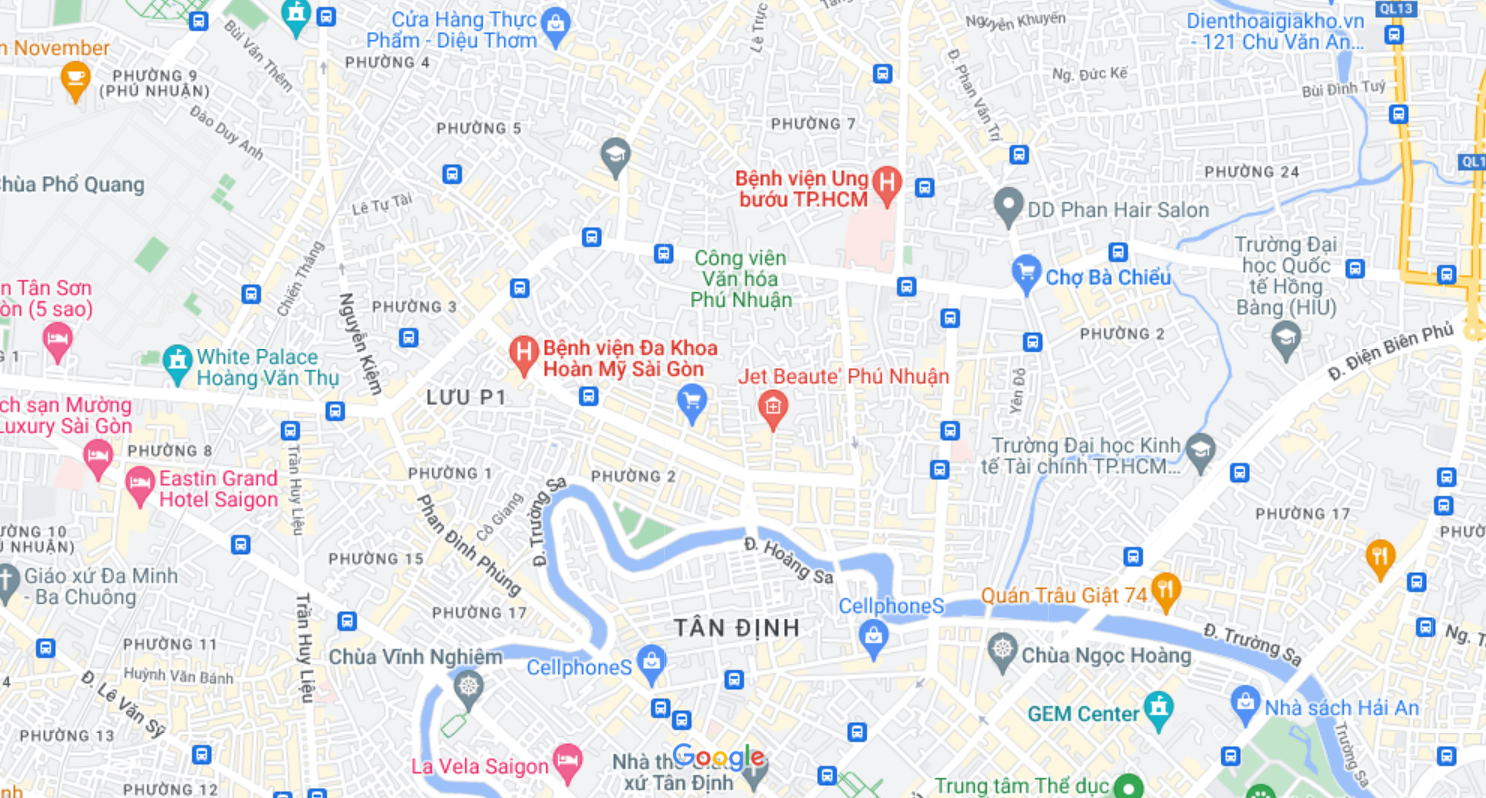 QL13
Cửa Hàng Thực
Phẩm - Diệu Thơm
Lê Trực
Nguyễn Khuyến
Dienthoaigiakho.vn
- 121 Chu Văn An...
Bùi Văn Thêm
November
PHƯỜNG 9
(PHÚ NHUẬN)
PHƯỜNG 4
Đ. Phan Văn Trị
Ng. Đức Kế
Bùi Đình Tuý
Đào Duy Anh
PHƯỜNG 5
PHƯỜNG 7
QL1
Chùa Phổ Quang
Bệnh viện Ung
bướu TP.HCM
PHƯỜNG 24
Lê Tự Tài
DD Phan Hair Salon
Chiến Thắng
Công viên
Văn hóa
Phú Nhuận
Trường Đại
học Quốc
tế Hồng
Bàng (HIU)
Chợ Bà Chiểu
n Tân Sơn
òn (5 sao)
PHƯỜNG 3
Nguyễn Kiệm
PHƯỜNG 2
Đ. Điện Biên Phủ
G 1
White Palace
Hoàng Văn Thụ
Bệnh viện Đa Khoa
Hoàn Mỹ Sài Gòn
Jet Beaute' Phú Nhuận
LƯU P1
Yên Đỏ
ch sạn Mường
Luxury Sài Gòn
PHƯỜNG 8
Trần Huy Liệu
Trường Đại học Kinh
tế Tài chính TP.HCM...
Eastin Grand
Hotel Saigon
PHƯỜNG 1
PHƯỜNG 2
Đ. Trường Sa
Cô Giang
Phan Đình Phùng
PHƯỜNG 17
ƯỜNG 10
Ú NHUẬN)
PHƯỜ
PHƯỜNG 15
Đ. Hoàng Sa
Giáo xứ Đa Minh
- Ba Chuông
Trần Huy Liệu
PHƯỜNG 17
CellphoneS
Quán Trâu Giật 74
TÂN ĐỊNH
Đ. Trường Sa
Ng. T
PHƯỜNG 11
Chùa Vĩnh Nghiêm
CellphoneS
Chùa Ngọc Hoàng
Huỳnh Văn Bánh
4
Đ. Lê Văn Sỹ
GEM Center
Nhà sách Hải An
PHƯỜNG 13
Trường Sa
La Vela Saigon
Google
Nhà th
xứ Tân Định
PHƯỜNG 12
Trung tâm Thể dục
nh